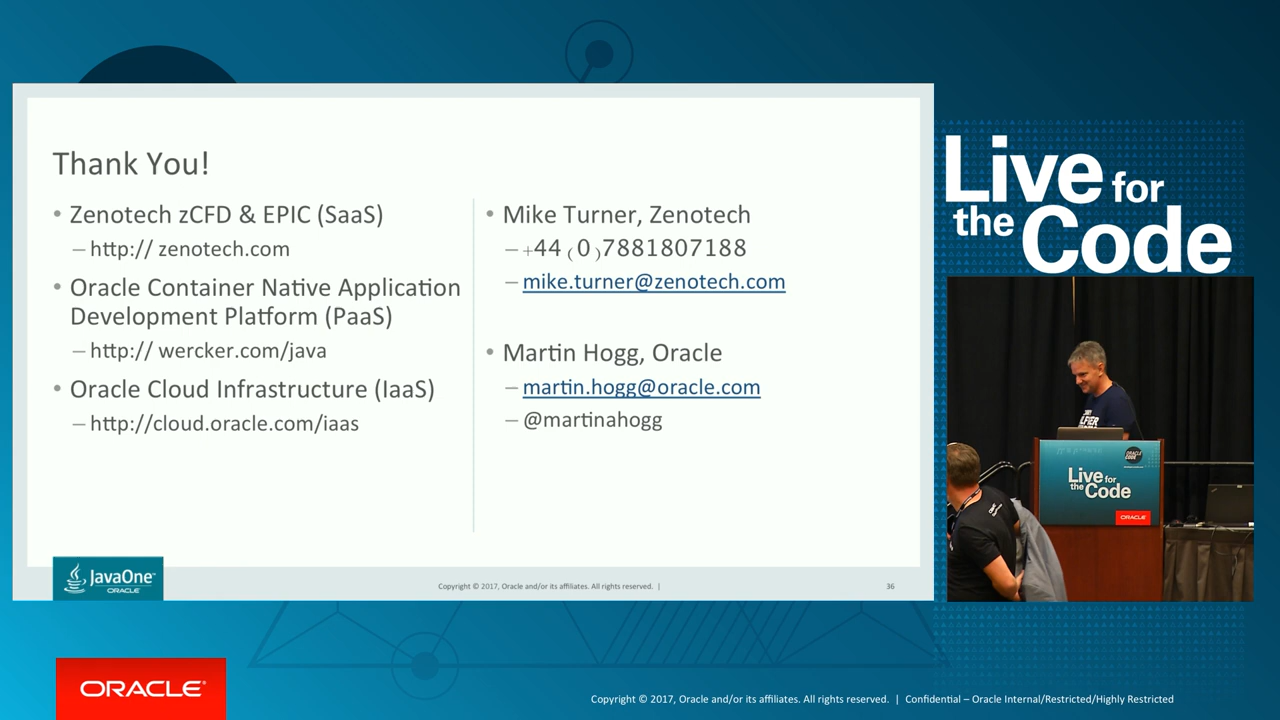 Thank You!
• Zenotech zCFD & EPIC (SaaS)
– http:// zenotech.com
• Oracle Container Native Application
Development Platform (PaaS)
– http:// wercker.com/java
• Oracle Cloud Infrastructure (IaaS)
– http://cloud.oracle.com/iaas
• Mike Turner, Zenotech
– +44 (0)7881807188
– mike.turner@zenotech.com
• Martin Hogg, Oracle
– martin.hogg@oracle.com
– @martinahogg
JavaOne™
ORACLE
Copyright © 2017, Oracle and/or its affiliates. All rights reserved. |
36
Live for
the Code
ORACLE
CODE
Live for
the Code
ORACLE
ORACLE®
Copyright © 2017, Oracle and/or its affiliates. All rights reserved. | Confidential – Oracle Internal/Restricted/Highly Restricted